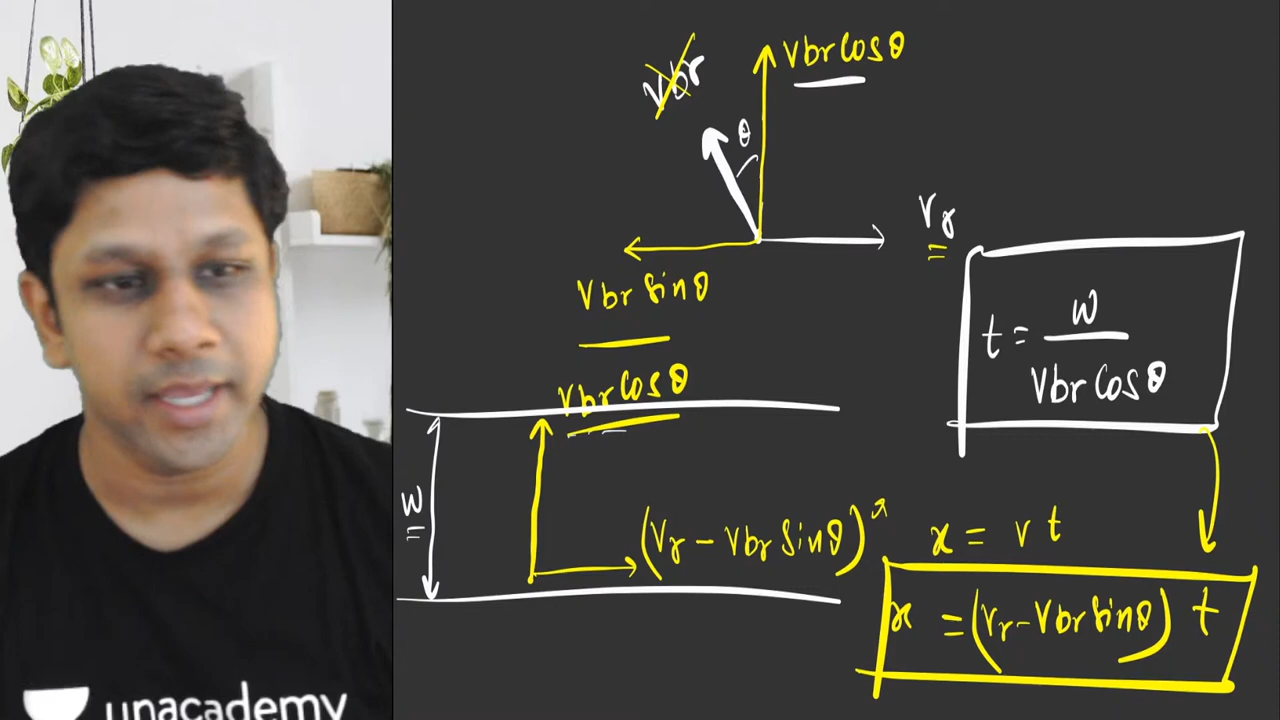 Vbr
Vbr cos θ
θ
Vr
Vbr sin θ
t = w / Vbr cos θ
Vbr cos θ
w
(Vr - Vbr sin θ)
x = v t
x = (Vr - Vbr sin θ) t
unacademy